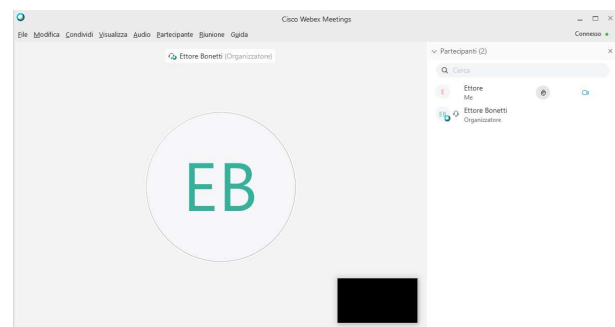 Cisco Webex Meetings
File Modifica Condividi Visualizza Audio Partecipante Riunione Guida
Connesso
Ettore Bonetti (Organizzatore)
EB
Partecipanti (2)
Cerca
E
Ettore
Me
EB
Ettore Bonetti
Organizzatore